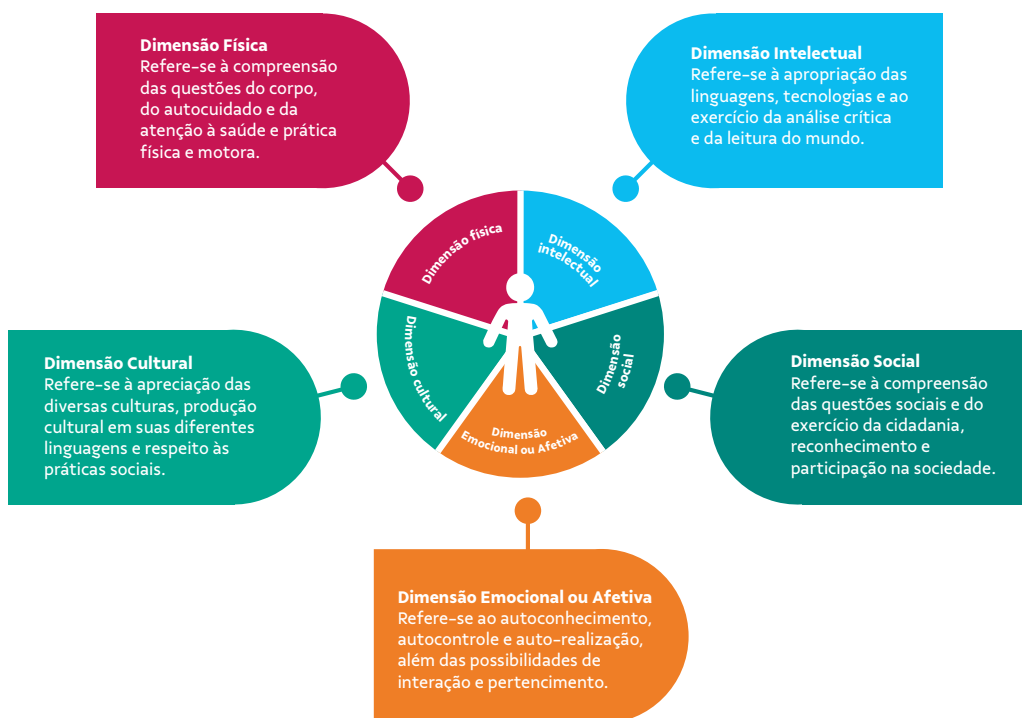 Dimensão Física
Refere-se à compreensão
das questões do corpo,
do autocuidado e da
atenção à saúde e prática
física e motora.
Dimensão Intelectual
Refere-se à apropriação das
linguagens, tecnologias e ao
exercício da análise crítica
e da leitura do mundo.
Dimensão física
Dimensão
intelectual
Dimensão cultural
Dimensão
social
Dimensão
Emocional ou Afetiva
Dimensão Cultural
Refere-se à apreciação das
diversas culturas, produção
cultural em suas diferentes
linguagens e respeito às
práticas sociais.
Dimensão Social
Refere-se à compreensão
das questões sociais e do
exercício da cidadania,
reconhecimento e
participação na sociedade.
Dimensão Emocional ou Afetiva
Refere-se ao autoconhecimento,
autocontrole e auto-realização,
além das possibilidades de
interação e pertencimento.